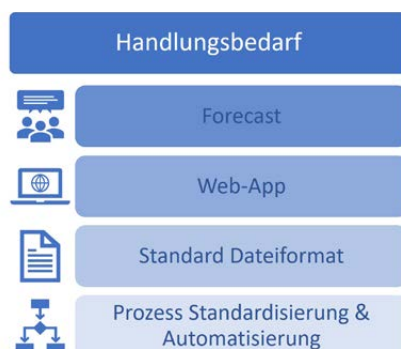 Handlungsbedarf
Forecast
Web-App
Standard Dateiformat
Prozess Standardisierung &
Automatisierung